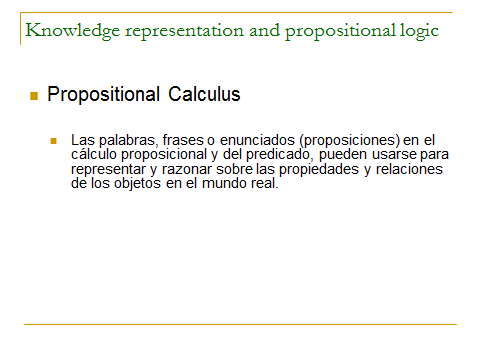 Knowledge representation and propositional logic
Propositional Calculus
Las palabras, frases o enunciados (proposiciones) en el
cálculo proposicional y del predicado, pueden usarse para
representar y razonar sobre las propiedades y relaciones
de los objetos en el mundo real.